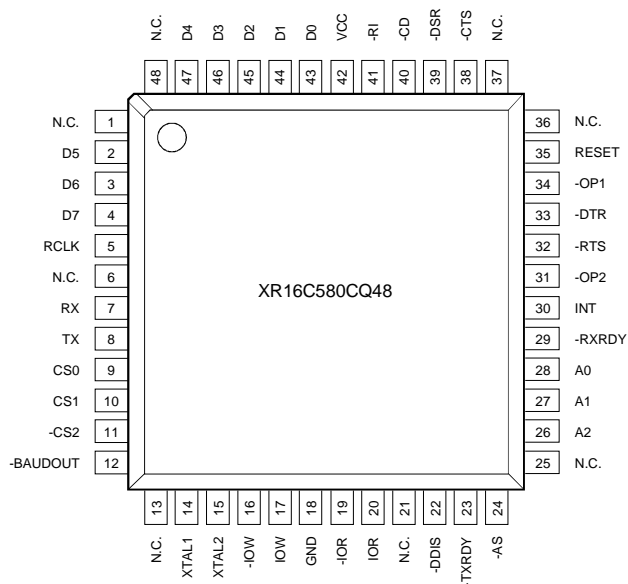 N.C. D4 D3 D2 D1 D0 VCC -RI -CD -DSR -CTS N.C.
48 47 46 45 44 43 42 41 40 39 38 37
N.C. 1 36 N.C.
D5 2 35 RESET
D6 3 34 -OP1
D7 4 33 -DTR
RCLK 5 32 -RTS
N.C. 6 31 -OP2
XR16C580CQ48
RX 7 30 INT
TX 8 29 -RXRDY
CS0 9 28 A0
CS1 10 27 A1
-CS2 11 26 A2
-BAUDOUT 12 25 N.C.
13 14 15 16 17 18 19 20 21 22 23 24
N.C. XTAL1 XTAL2 -IOW IOW GND -IOR IOR N.C. -DDIS -TXRDY -AS